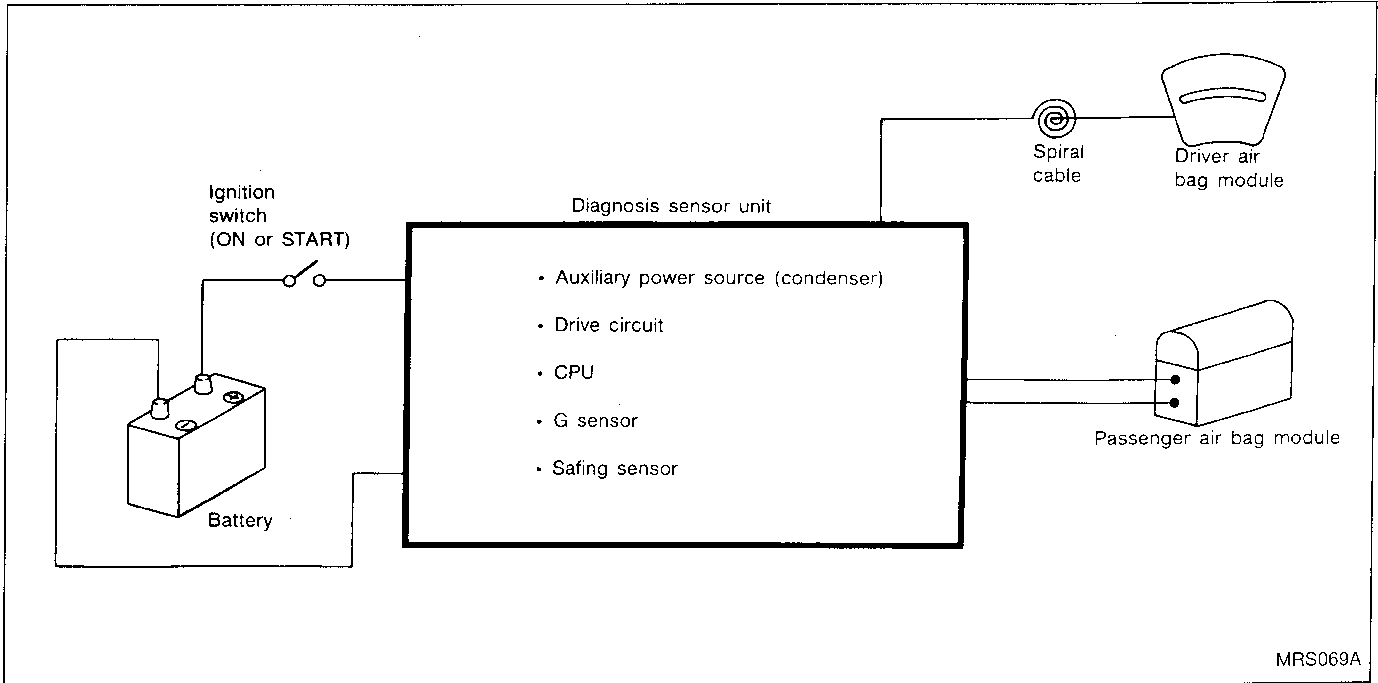 Ignition
switch
(ON or START)
Diagnosis sensor unit
Spiral
cable
Driver air
bag module
• Auxiliary power source (condenser)
• Drive circuit
• CPU
• G sensor
• Safing sensor
+
−
Battery
Passenger air bag module
MRS069A